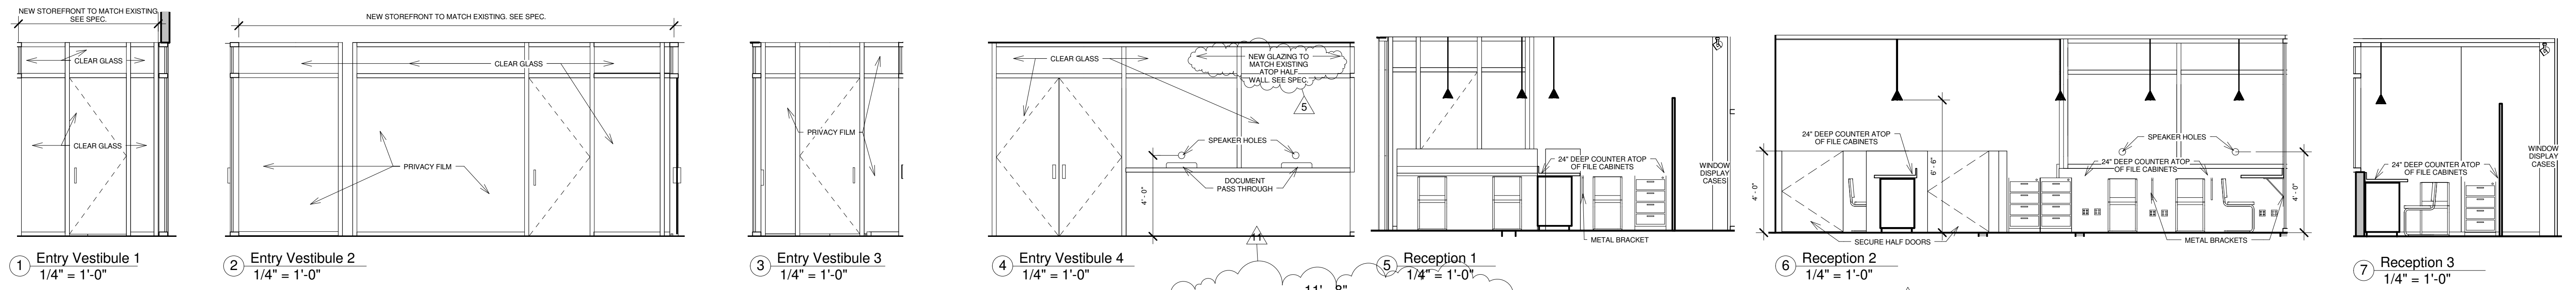 NEW STOREFRONT TO MATCH EXISTING.
SEE SPEC.
CLEAR GLASS
CLEAR GLASS
1
Entry Vestibule 1
1/4" = 1'-0"
NEW STOREFRONT TO MATCH EXISTING. SEE SPEC.
CLEAR GLASS
PRIVACY FILM
2
Entry Vestibule 2
1/4" = 1'-0"
PRIVACY FILM
3
Entry Vestibule 3
1/4" = 1'-0"
CLEAR GLASS
NEW GLAZING TO
MATCH EXISTING
ATOP HALF
WALL. SEE SPEC.
5
SPEAKER HOLES
DOCUMENT
PASS THROUGH
4' - 0"
11
4
Entry Vestibule 4
1/4" = 1'-0"
11' - 8"
24" DEEP COUNTER ATOP
OF FILE CABINETS
WINDOW
DISPLAY
CASES
METAL BRACKET
5
Reception 1
1/4" = 1'-0"
24" DEEP COUNTER ATOP
OF FILE CABINETS
6' - 6"
SPEAKER HOLES
24" DEEP COUNTER ATOP
OF FILE CABINETS
4' - 0"
4' - 0"
SECURE HALF DOORS
METAL BRACKETS
6
Reception 2
1/4" = 1'-0"
WINDOW
DISPLAY
CASES
24" DEEP COUNTER ATOP
OF FILE CABINETS
7
Reception 3
1/4" = 1'-0"